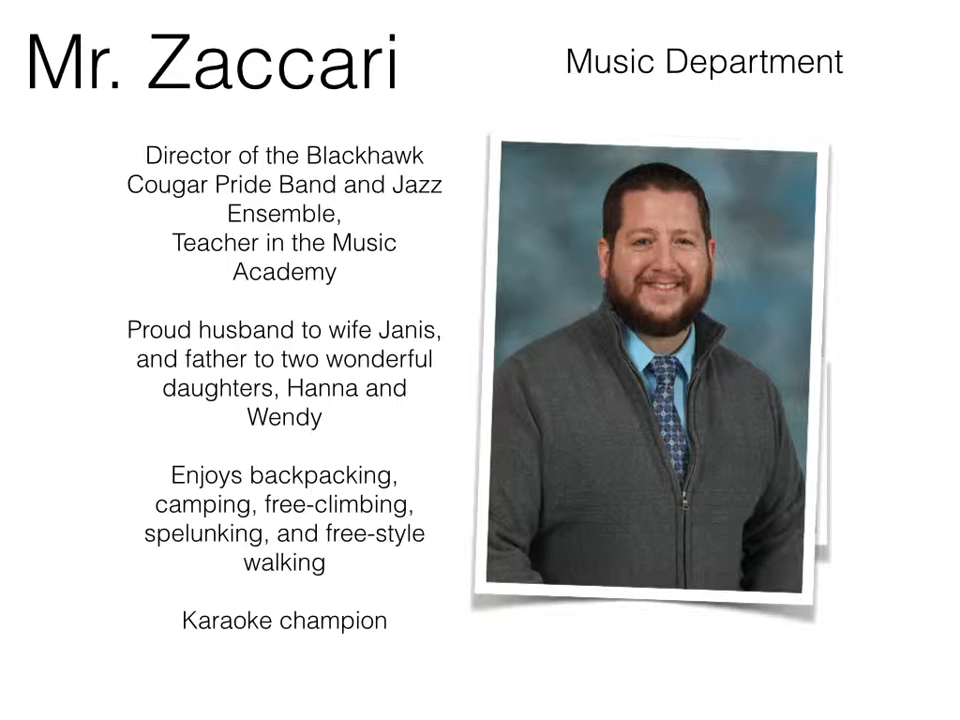 Mr. Zaccari
Music Department
Director of the Blackhawk
Cougar Pride Band and Jazz
Ensemble,
Teacher in the Music
Academy
Proud husband to wife Janis,
and father to two wonderful
daughters, Hanna and
Wendy
Enjoys backpacking,
camping, free-climbing,
spelunking, and free-style
walking
Karaoke champion